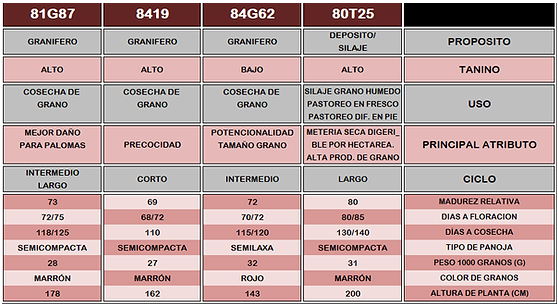 81G87 8419 84G62 80T25
GRANIFERO GRANIFERO GRANIFERO DEPOSITO/ SILAJE PROPOSITO
ALTO ALTO BAJO ALTO TANINO
COSECHA DE GRANO COSECHA DE GRANO COSECHA DE GRANO SILAJE GRANO HUMEDO PASTOREO EN FRESCO PASTOREO DIF. EN PIE USO
MEJOR DAÑO PARA PALOMAS PRECOCIDAD POTENCIONALIDAD TAMAÑO GRANO METERIA SECA DIGERI_ BLE POR HECTAREA. ALTA PROD. DE GRANO PRINCIPAL ATRIBUTO
INTERMEDIO LARGO CORTO INTERMEDIO LARGO CICLO
73 69 72 80 MADUREZ RELATIVA
72/75 68/72 70/72 80/85 DIAS A FLORACION
118/125 110 115/120 130/140 DÍAS A COSECHA
SEMICOMPACTA SEMICOMPACTA SEMILAXA SEMICOMPACTA TIPO DE PANOJA
28 27 32 31 PESO 1000 GRANOS (G)
MARRÓN MARRÓN ROJO MARRÓN COLOR DE GRANOS
178 162 143 200 ALTURA DE PLANTA (CM)